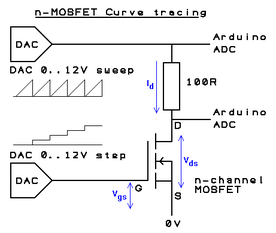 n-MOSFET Curve tracing
DAC
Arduino
ADC
DAC 0..12V sweep
Id
100R
Arduino
ADC
D
DAC 0..12V step
Vds
DAC
G
n-channel
MOSFET
Vgs
S
0V